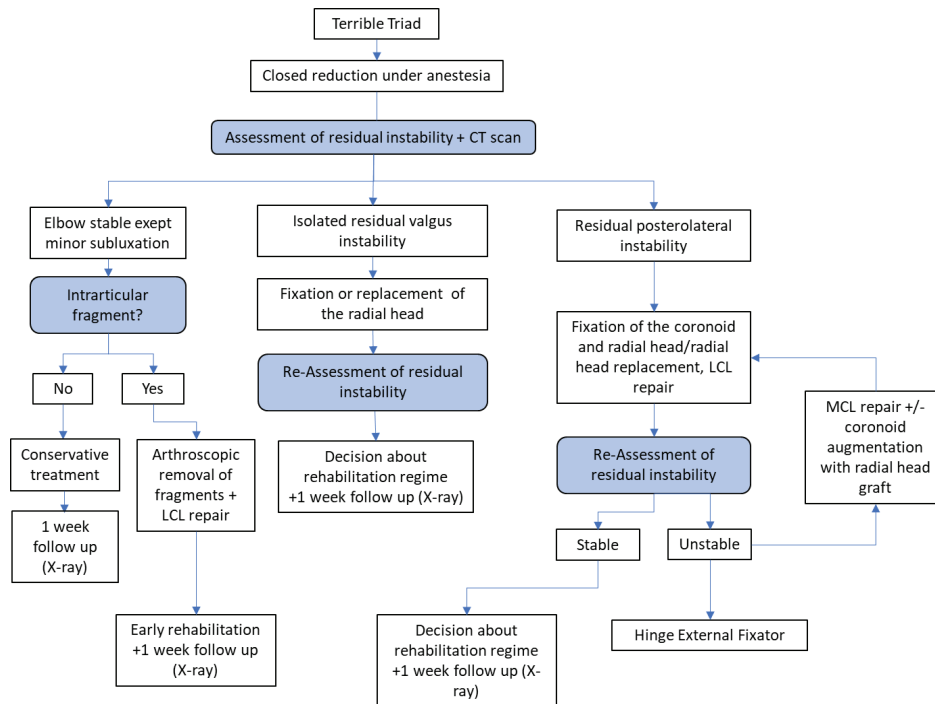 Terrible Triad
Closed reduction under anestesia
Assessment of residual instability + CT scan
Elbow stable exept
minor subluxation
Isolated residual valgus
instability
Residual posterolateral
instability
Intrarticular
fragment?
Fixation or replacement of
the radial head
Fixation of the coronoid
and radial head/radial
head replacement, LCL
repair
Re-Assessment of residual
instability
No
Yes
MCL repair +/-
coronoid
augmentation
with radial head
graft
Conservative
treatment
Arthroscopic
removal of
fragments +
LCL repair
Decision about
rehabilitation regime
+1 week follow up (X-ray)
Re-Assessment of
residual instability
1 week
follow up
(X-ray)
Stable
Unstable
Early rehabilitation
+1 week follow up
(X-ray)
Decision about
rehabilitation regime
+1 week follow up (X-
ray)
Hinge External Fixator